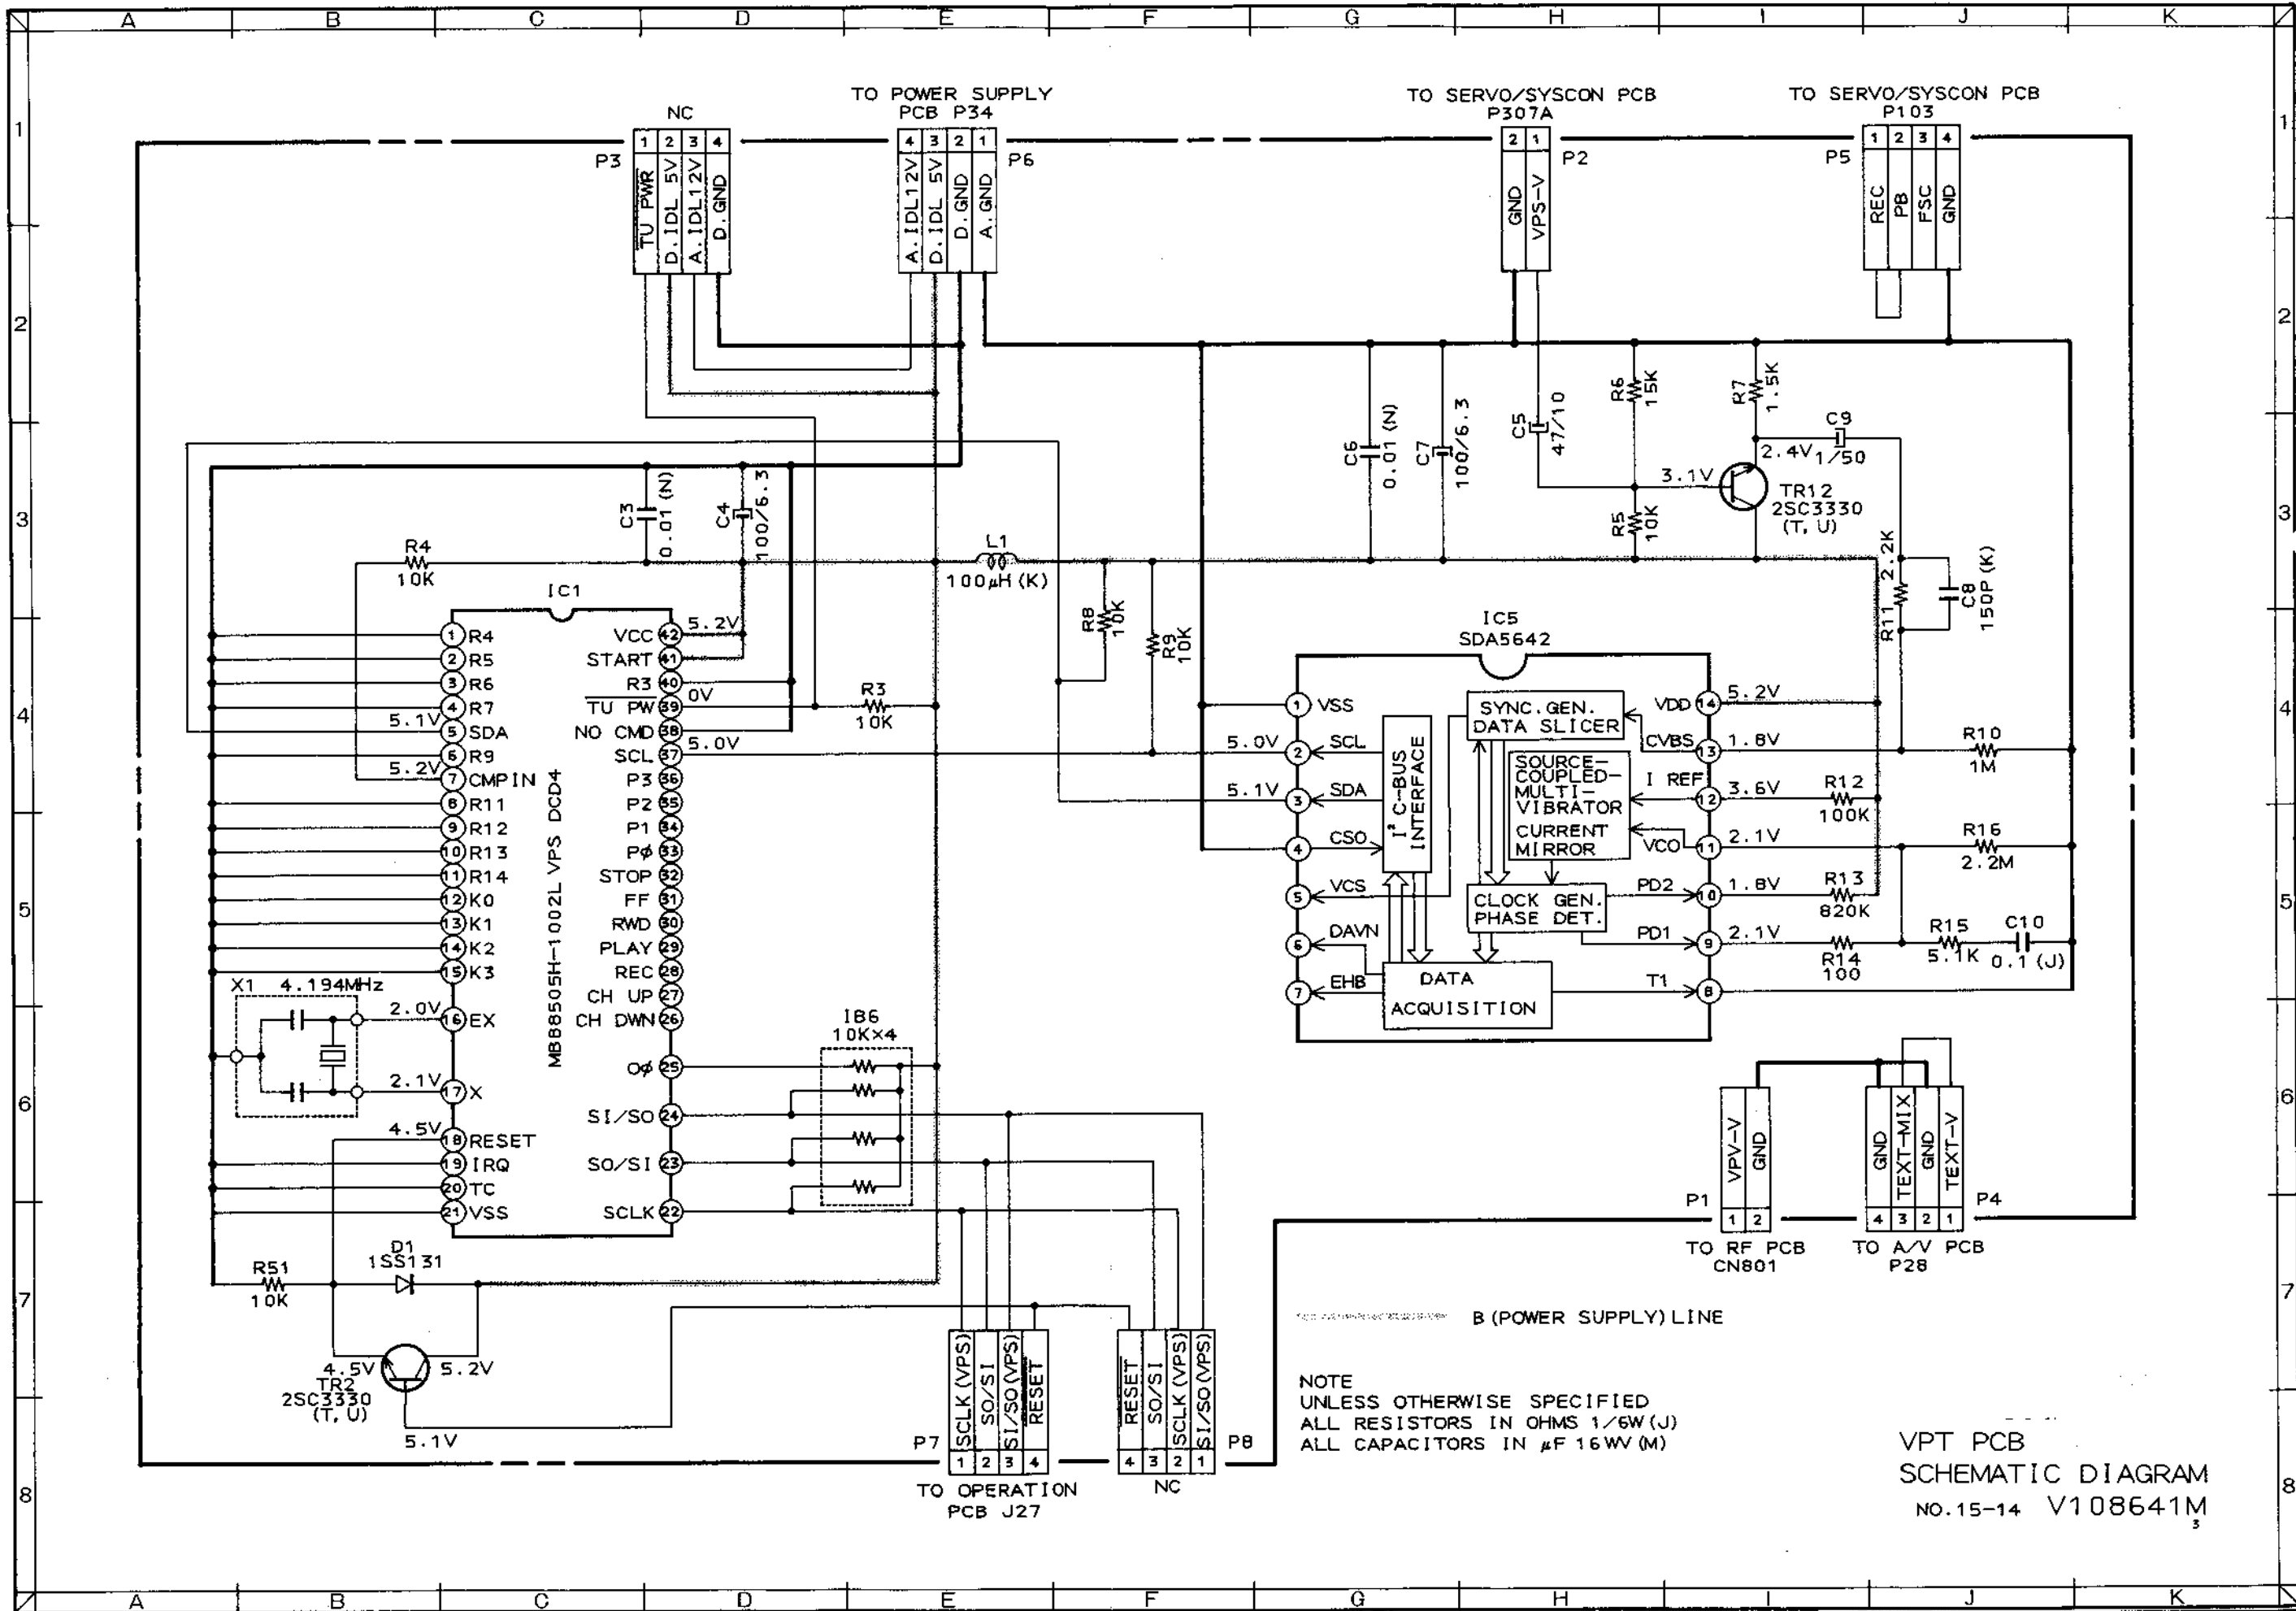 A B C D E F G H I J K
1
2
3
4
5
6
7
8
TO POWER SUPPLY
PCB P34
NC
P3
1 2 3 4
TU PWR
D.IDL 5V
A.IDL12V
D.GND
4 3 2 1
P6
A.IDL12V
D.IDL 5V
D.GND
A.GND
TO SERVO/SYSCON PCB
P307A
2 1
P2
GND
VPS-V
TO SERVO/SYSCON PCB
P103
P5
1 2 3 4
REC
PB
FSC
GND
C3
0.01(N)
C4
100/6.3
R4
10K
L1
100μH(K)
C6
0.01(N)
C7
100/6.3
C5
47/10
R6
15K
R7
1.5K
C9
1/50
2.4V
3.1V
TR12
2SC3330
(T,U)
R5
10K
R11
2.2K
C8
150P(K)
R8
10K
R9
10K
R3
10K
IC1
MB88505H-1002L VPS DCD4
1 R4
2 R5
3 R6
4 R7
5.1V 5 SDA
6 R9
5.2V 7 CMPIN
8 R11
9 R12
10 R13
11 R14
12 K0
13 K1
14 K2
15 K3
2.0V 16 EX
2.1V 17 X
4.5V 18 RESET
19 IRQ
20 TC
21 VSS
VCC 42 5.2V
START 41
R3 40
TU PW 39 0V
NO CMD 38
SCL 37 5.0V
P3 36
P2 35
P1 34
PØ 33
STOP 32
FF 31
RWD 30
PLAY 29
REC 28
CH UP 27
CH DWN 26
OØ 25
SI/SO 24
SO/SI 23
SCLK 22
X1 4.194MHz
IB6
10K×4
IC5
SDA5642
1 VSS
5.0V 2 SCL
5.1V 3 SDA
4 CSO
5 VCS
6 DAVN
7 EHB
I² C-BUS
INTERFACE
SYNC.GEN.
DATA SLICER
SOURCE-
COUPLED-
MULTI-
VIBRATOR
CURRENT
MIRROR
CLOCK GEN.
PHASE DET.
DATA
ACQUISITION
VDD 14 5.2V
CVBS 13 1.8V
I REF 12 3.6V
VCO 11 2.1V
PD2 10 1.8V
PD1 9 2.1V
T1 8
R10
1M
R12
100K
R16
2.2M
R13
820K
R14
100
R15
5.1K
C10
0.1(J)
R51
10K
D1
1SS131
4.5V
5.2V
TR2
2SC3330
(T,U)
5.1V
P7
SCLK(VPS)
SO/SI
SI/SO(VPS)
RESET
1 2 3 4
TO OPERATION
PCB J27
RESET
SO/SI
SCLK(VPS)
SI/SO(VPS)
4 3 2 1
P8
NC
P1
VPV-V
GND
1 2
TO RF PCB
CN801
GND
TEXT-MIX
GND
TEXT-V
4 3 2 1
P4
TO A/V PCB
P28
B(POWER SUPPLY)LINE
NOTE
UNLESS OTHERWISE SPECIFIED
ALL RESISTORS IN OHMS 1/6W(J)
ALL CAPACITORS IN μF 16WV(M)
VPT PCB
SCHEMATIC DIAGRAM
NO.15-14 V108641M
3
A B C D E F G H I J K
1
2
3
4
5
6
7
8